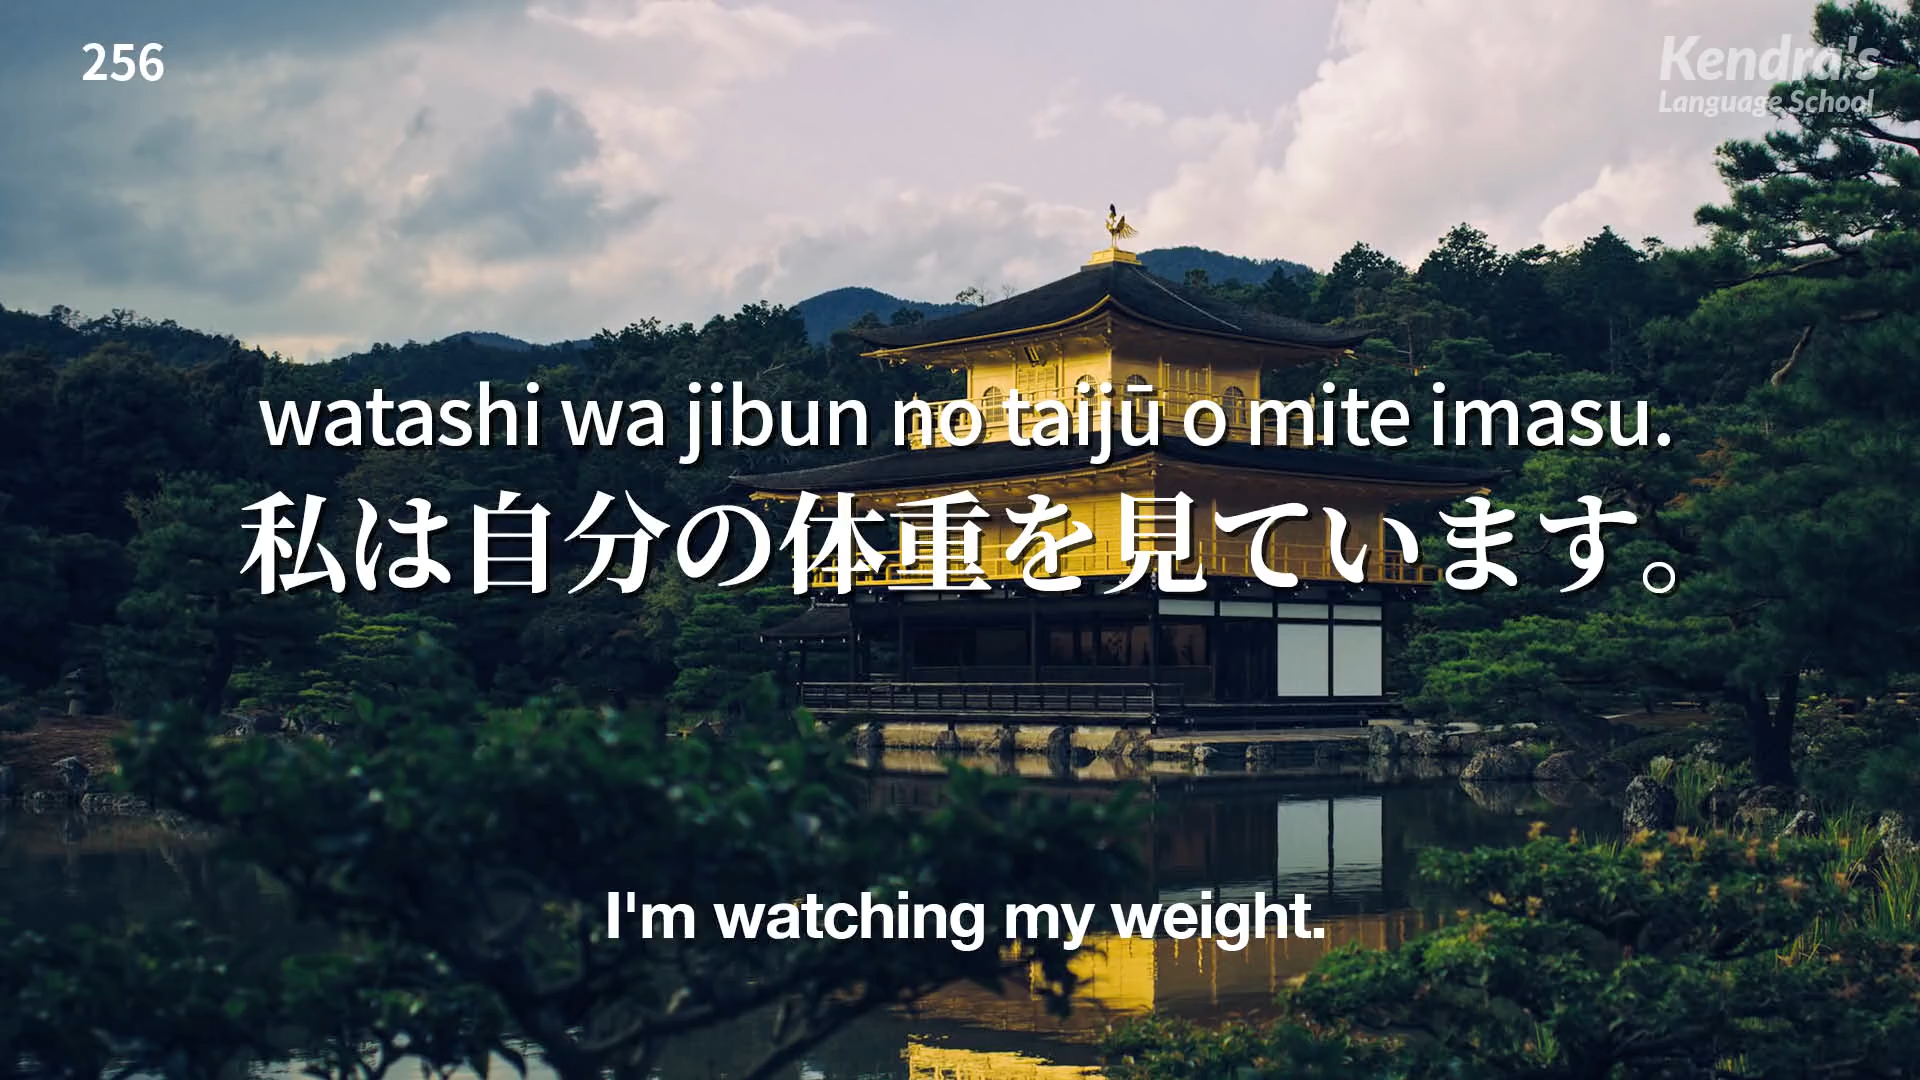 256
Kendra's
Language School
watashi wa jibun no taijū o mite imasu.
私は自分の体重を見ています。
I'm watching my weight.